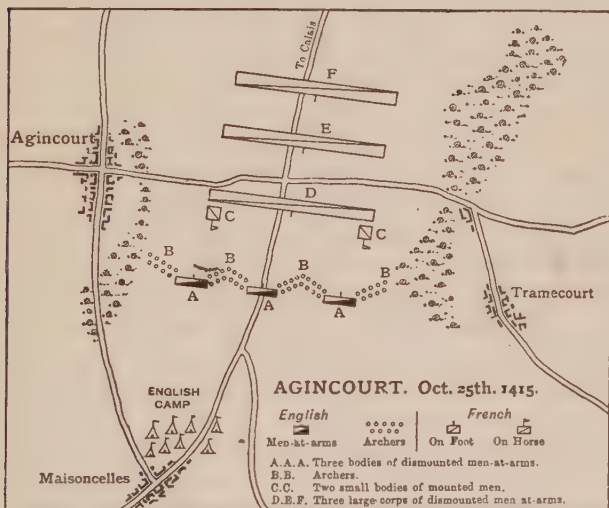 To Calais
F
E
Agincourt
D
C
C
B
B
B
B
A
A
A
Tramecourt
ENGLISH
CAMP
Maisoncelles
AGINCOURT. Oct. 25th. 1415.
English
French
Men-at-arms
Archers
On Foot
On Horse
A.A.A. Three bodies of dismounted men-at-arms.
B.B. Archers.
C.C. Two small bodies of mounted men.
D.E.F. Three large corps of dismounted men at-arms.